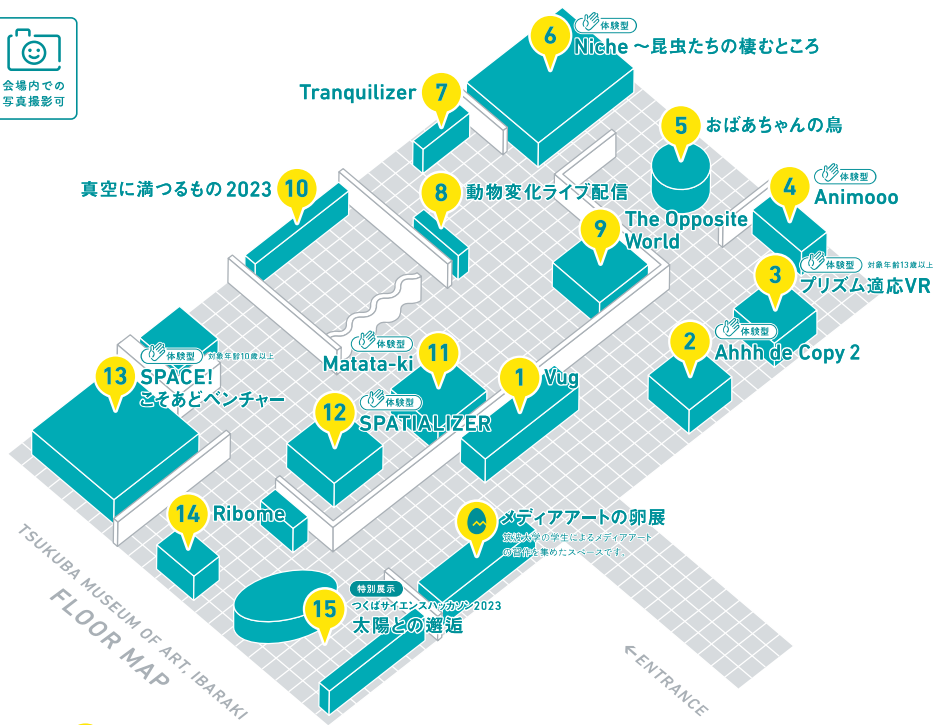 会場内での
写真撮影可
6
体験型
Niche ～昆虫たちの棲むところ
Tranquilizer
7
5
おばあちゃんの鳥
真空に満つるもの 2023
10
8
動物変化ライブ配信
4
体験型
Animooo
9
The Opposite
World
3
体験型
対象年齢13歳以上
プリズム適応VR
2
体験型
Ahhh de Copy 2
体験型
Matata-ki
11
13
体験型
対象年齢10歳以上
SPACE!
こそあどベンチャー
1
Vug
12
体験型
SPATIALIZER
14
Ribome
メディアアートの卵展
筑波大学の学生によるメディアアート
の習作を集めたスペースです。
15
特別展示
つくばサイエンスハッカソン2023
太陽との邂逅
TSUKUBA MUSEUM OF ART, IBARAKI
FLOOR MAP
←ENTRANCE